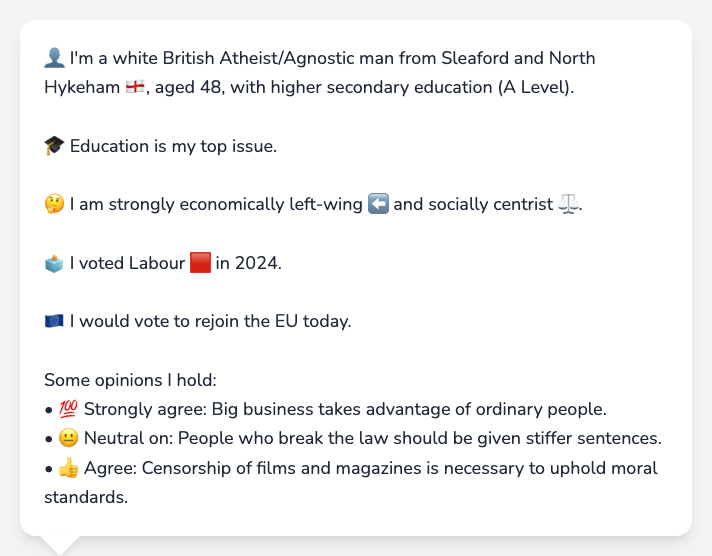 👤 I'm a white British Atheist/Agnostic man from Sleaford and North
Hykeham 🏴󠁧󠁢󠁥󠁮󠁧󠁿, aged 48, with higher secondary education (A Level).
🎓 Education is my top issue.
🤔 I am strongly economically left-wing ⬅️ and socially centrist ⚖️.
🗳️ I voted Labour 🟥 in 2024.
🇪🇺 I would vote to rejoin the EU today.
Some opinions I hold:
• 💯 Strongly agree: Big business takes advantage of ordinary people.
• 😐 Neutral on: People who break the law should be given stiffer sentences.
• 👍 Agree: Censorship of films and magazines is necessary to uphold moral
standards.